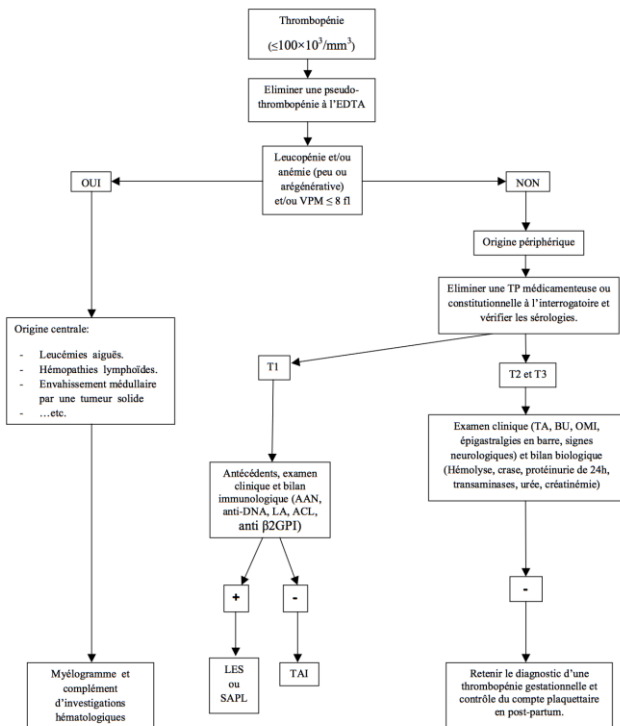 Thrombopénie
(≤100×10³/mm³)
Eliminer une pseudo-
thrombopénie à l'EDTA
Leucopénie et/ou
anémie (peu ou
arégénérative)
et/ou VPM ≤ 8 fl
OUI
NON
Origine périphérique
Eliminer une TP médicamenteuse ou
constitutionnelle à l'interrogatoire et
vérifier les sérologies.
Origine centrale:
- Leucémies aiguës.
- Hémopathies lymphoïdes.
- Envahissement médullaire
par une tumeur solide
- …etc.
T1
T2 et T3
Examen clinique (TA, BU, OMI,
épigastralgies en barre, signes
neurologiques) et bilan biologique
(Hémolyse, crase, protéinurie de 24h,
transaminases, urée, créatinémie)
Antécédents, examen
clinique et bilan
immunologique (AAN,
anti-DNA, LA, ACL,
anti β2GPI)
+
-
-
LES
ou
SAPL
TAI
Myélogramme et
complément
d'investigations
hématologiques
Retenir le diagnostic d'une
thrombopénie gestationnelle et
contrôle du compte plaquettaire
en post-partum.